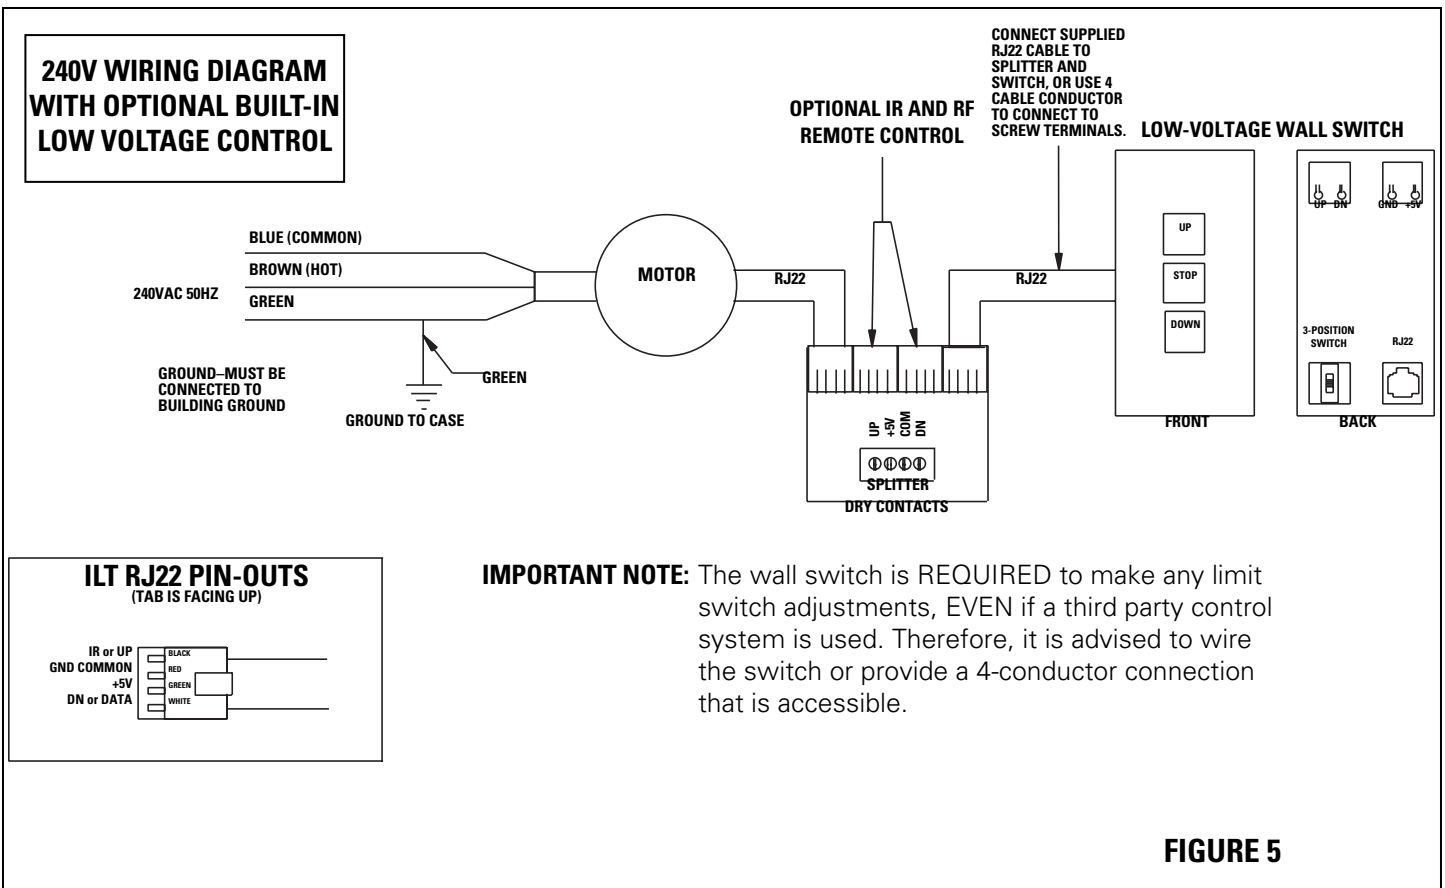 240V WIRING DIAGRAM
WITH OPTIONAL BUILT-IN
LOW VOLTAGE CONTROL
CONNECT SUPPLIED
RJ22 CABLE TO
SPLITTER AND
SWITCH, OR USE 4
CABLE CONDUCTOR
TO CONNECT TO
SCREW TERMINALS.
OPTIONAL IR AND RF
REMOTE CONTROL
LOW-VOLTAGE WALL SWITCH
BLUE (COMMON)
BROWN (HOT)
240VAC 50HZ
GREEN
GROUND–MUST BE
CONNECTED TO
BUILDING GROUND
GREEN
GROUND TO CASE
MOTOR
RJ22
RJ22
UP
+5V
COM
DN
SPLITTER
DRY CONTACTS
UP
STOP
DOWN
FRONT
UP DN
GND +5V
3-POSITION
SWITCH
RJ22
BACK
ILT RJ22 PIN-OUTS
(TAB IS FACING UP)
IR or UP
GND COMMON
+5V
DN or DATA
BLACK
RED
GREEN
WHITE
IMPORTANT NOTE: The wall switch is REQUIRED to make any limit
switch adjustments, EVEN if a third party control
system is used. Therefore, it is advised to wire
the switch or provide a 4-conductor connection
that is accessible.
FIGURE 5